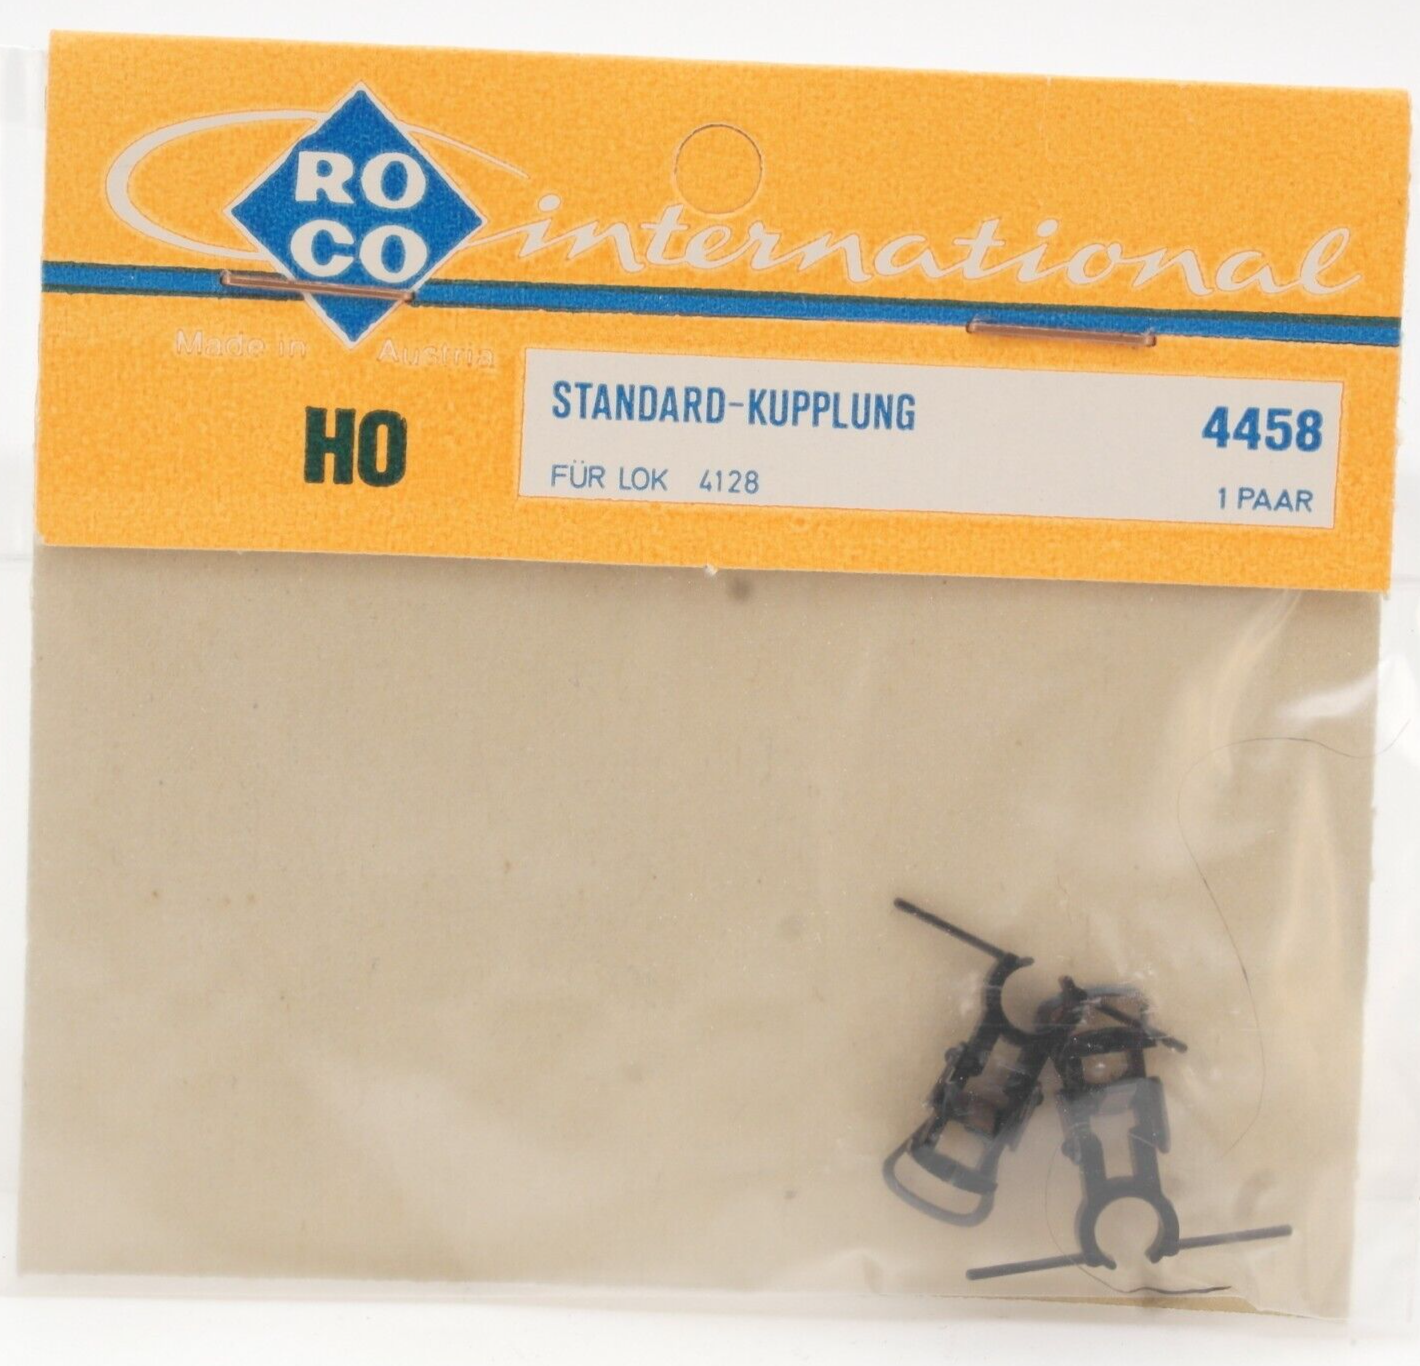 RO
CO
international
Made in Austria
HO
STANDARD-KUPPLUNG 4458
FÜR LOK 4128 1 PAAR